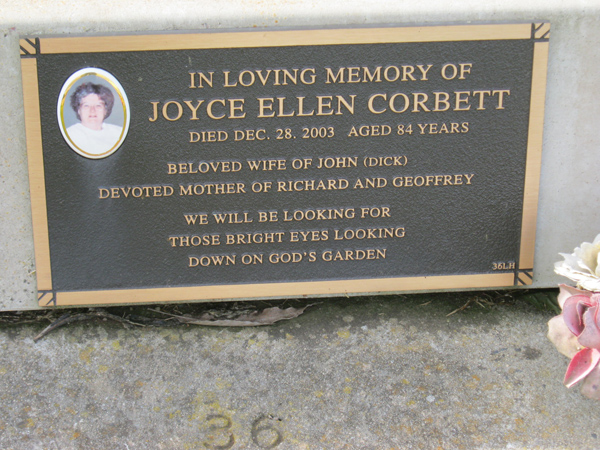 IN LOVING MEMORY OF
JOYCE ELLEN CORBETT
DIED DEC. 28. 2003 AGED 84 YEARS
BELOVED WIFE OF JOHN (DICK)
DEVOTED MOTHER OF RICHARD AND GEOFFREY
WE WILL BE LOOKING FOR
THOSE BRIGHT EYES LOOKING
DOWN ON GOD'S GARDEN
36LH
36